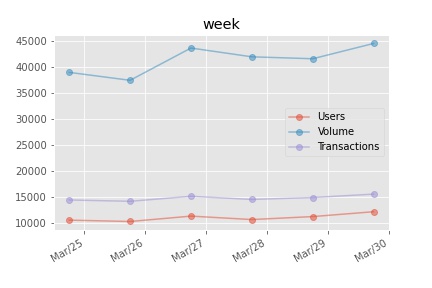 week
45000
40000
35000
30000
25000
20000
15000
10000
Users
Volume
Transactions
Mar/25
Mar/26
Mar/27
Mar/28
Mar/29
Mar/30